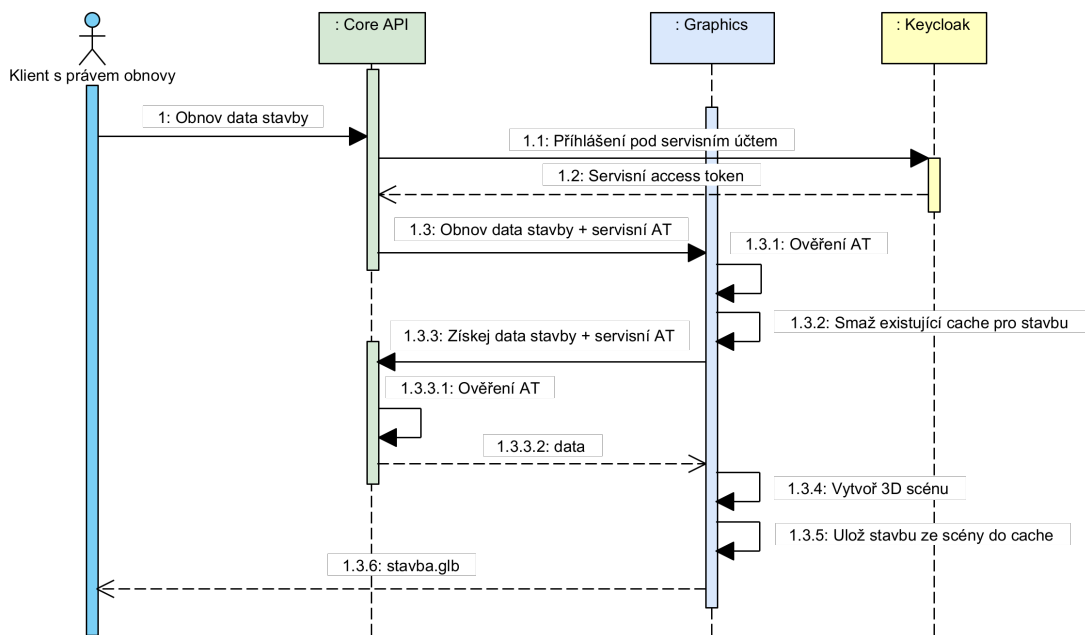 : Core API
: Graphics
: Keycloak
Klient s právem obnovy
1: Obnov data stavby
1.1: Příhlášení pod servisním účtem
1.2: Servisní access token
1.3: Obnov data stavby + servisní AT
1.3.1: Ověření AT
1.3.2: Smaž existující cache pro stavbu
1.3.3: Získej data stavby + servisní AT
1.3.3.1: Ověření AT
1.3.3.2: data
1.3.4: Vytvoř 3D scénu
1.3.5: Ulož stavbu ze scény do cache
1.3.6: stavba.glb